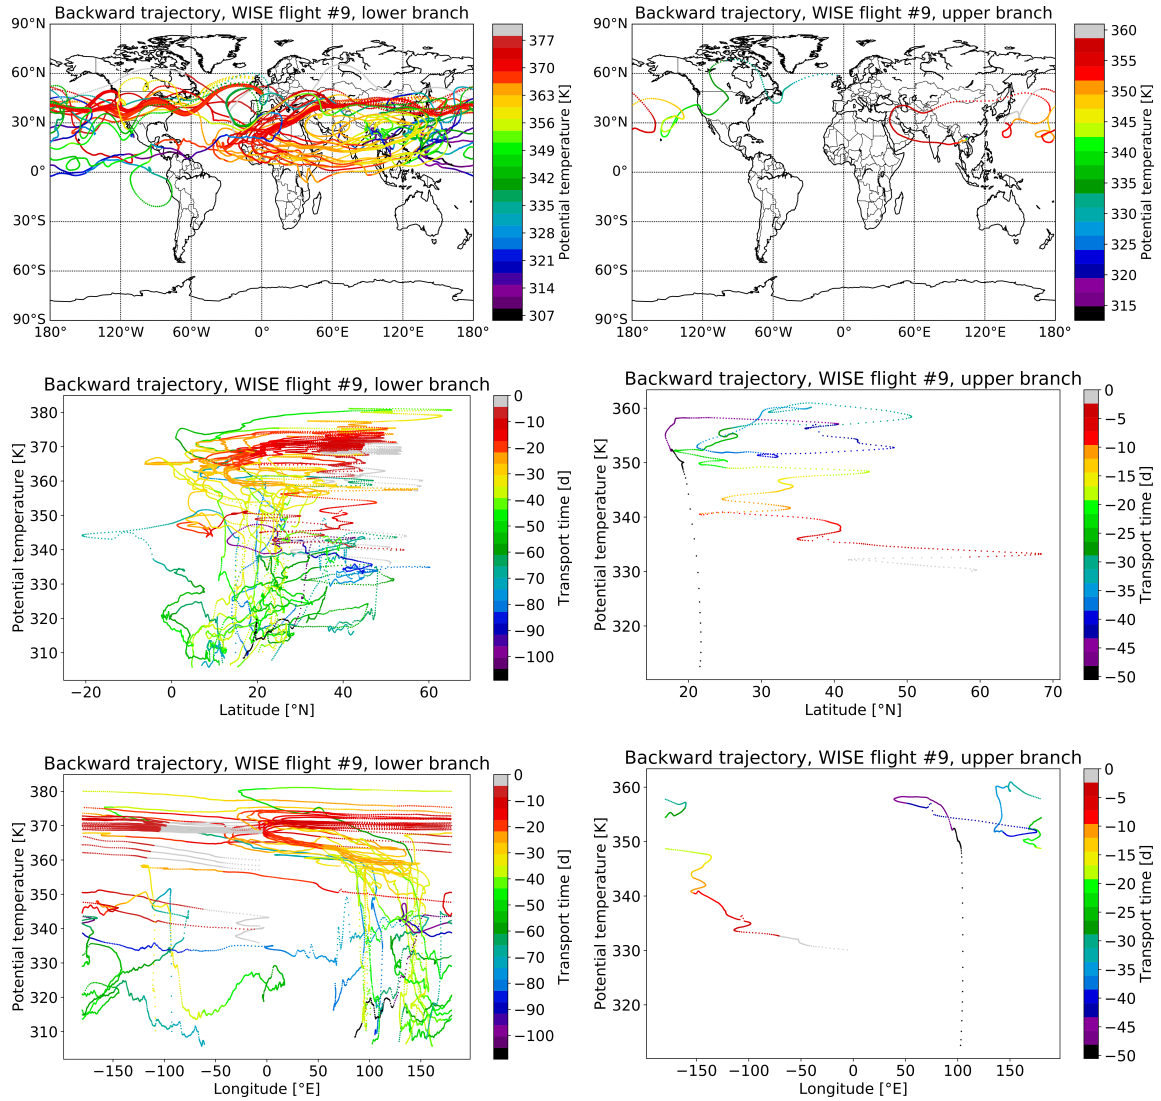 Backward trajectory, WISE flight #9, lower branch
90°N
60°N
30°N
0°
30°S
60°S
90°S
180° 120°W 60°W 0° 60°E 120°E 180°
377
370
363
356
349
342
335
328
321
314
307
Potential temperature [K]
Backward trajectory, WISE flight #9, upper branch
90°N
60°N
30°N
0°
30°S
60°S
90°S
180° 120°W 60°W 0° 60°E 120°E 180°
360
355
350
345
340
335
330
325
320
315
Potential temperature [K]
Backward trajectory, WISE flight #9, lower branch
380
370
360
350
340
330
320
310
Potential temperature [K]
−20 0 20 40 60
Latitude [°N]
0
−10
−20
−30
−40
−50
−60
−70
−80
−90
−100
Transport time [d]
Backward trajectory, WISE flight #9, upper branch
360
350
340
330
320
Potential temperature [K]
20 30 40 50 60 70
Latitude [°N]
0
−5
−10
−15
−20
−25
−30
−35
−40
−45
−50
Transport time [d]
Backward trajectory, WISE flight #9, lower branch
380
370
360
350
340
330
320
310
Potential temperature [K]
−150 −100 −50 0 50 100 150
Longitude [°E]
0
−10
−20
−30
−40
−50
−60
−70
−80
−90
−100
Transport time [d]
Backward trajectory, WISE flight #9, upper branch
360
350
340
330
320
Potential temperature [K]
−150 −100 −50 0 50 100 150
Longitude [°E]
0
−5
−10
−15
−20
−25
−30
−35
−40
−45
−50
Transport time [d]